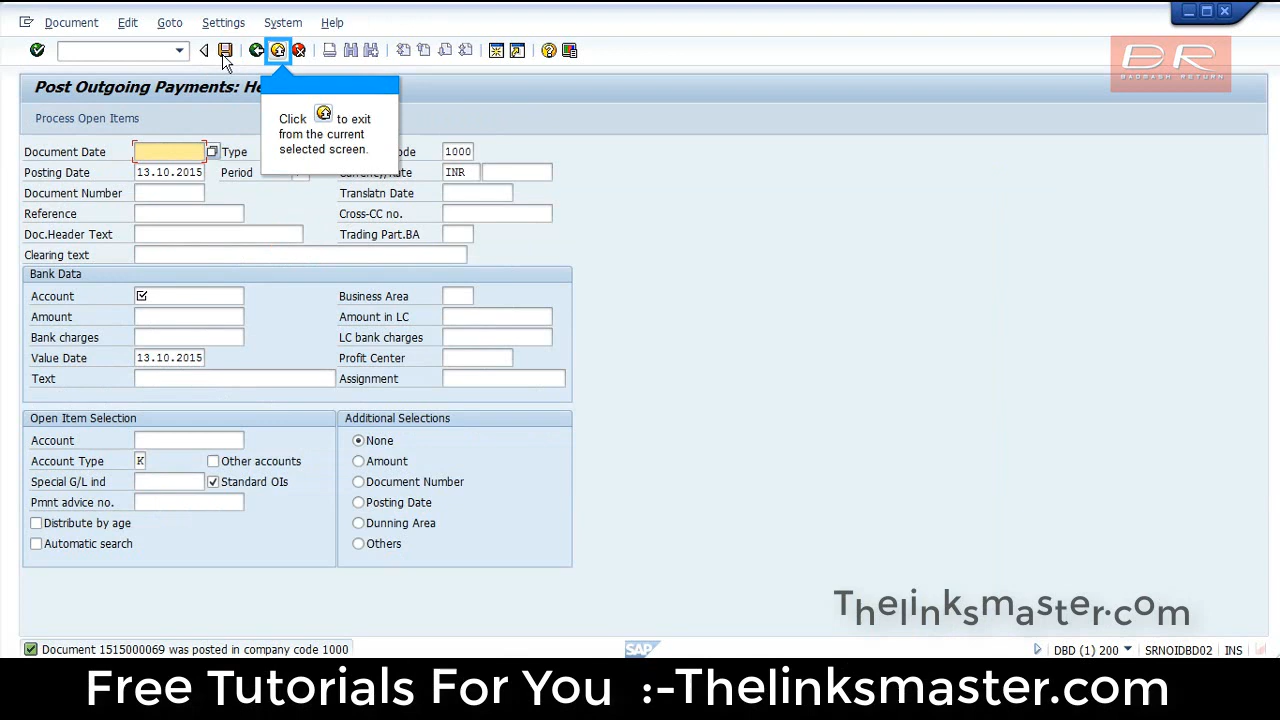 Document Edit Goto Settings System Help
BR
BADBASH RETURN
Post Outgoing Payments: He
Process Open Items
Click to exit
from the current
selected screen.
Document Date Type ode 1000
Posting Date 13.10.2015 Period Currency/Rate INR
Document Number Translatn Date
Reference Cross-CC no.
Doc.Header Text Trading Part.BA
Clearing text
Bank Data
Account Business Area
Amount Amount in LC
Bank charges LC bank charges
Value Date 13.10.2015 Profit Center
Text Assignment
Open Item Selection Additional Selections
Account None
Account Type K Other accounts Amount
Special G/L ind Standard OIs Document Number
Pmnt advice no. Posting Date
Distribute by age Dunning Area
Automatic search Others
Thelinksmaster.com
Document 1515000069 was posted in company code 1000 SAP DBD (1) 200 SRNOIDBD02 INS
Free Tutorials For You :-Thelinksmaster.com